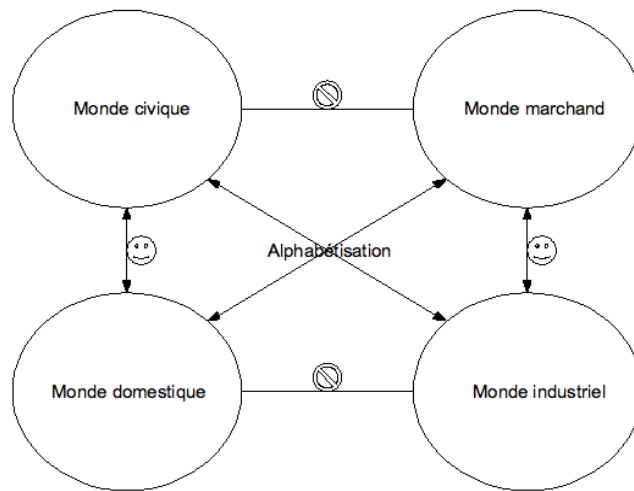 Monde civique
Monde marchand
Alphabétisation
Monde domestique
Monde industriel